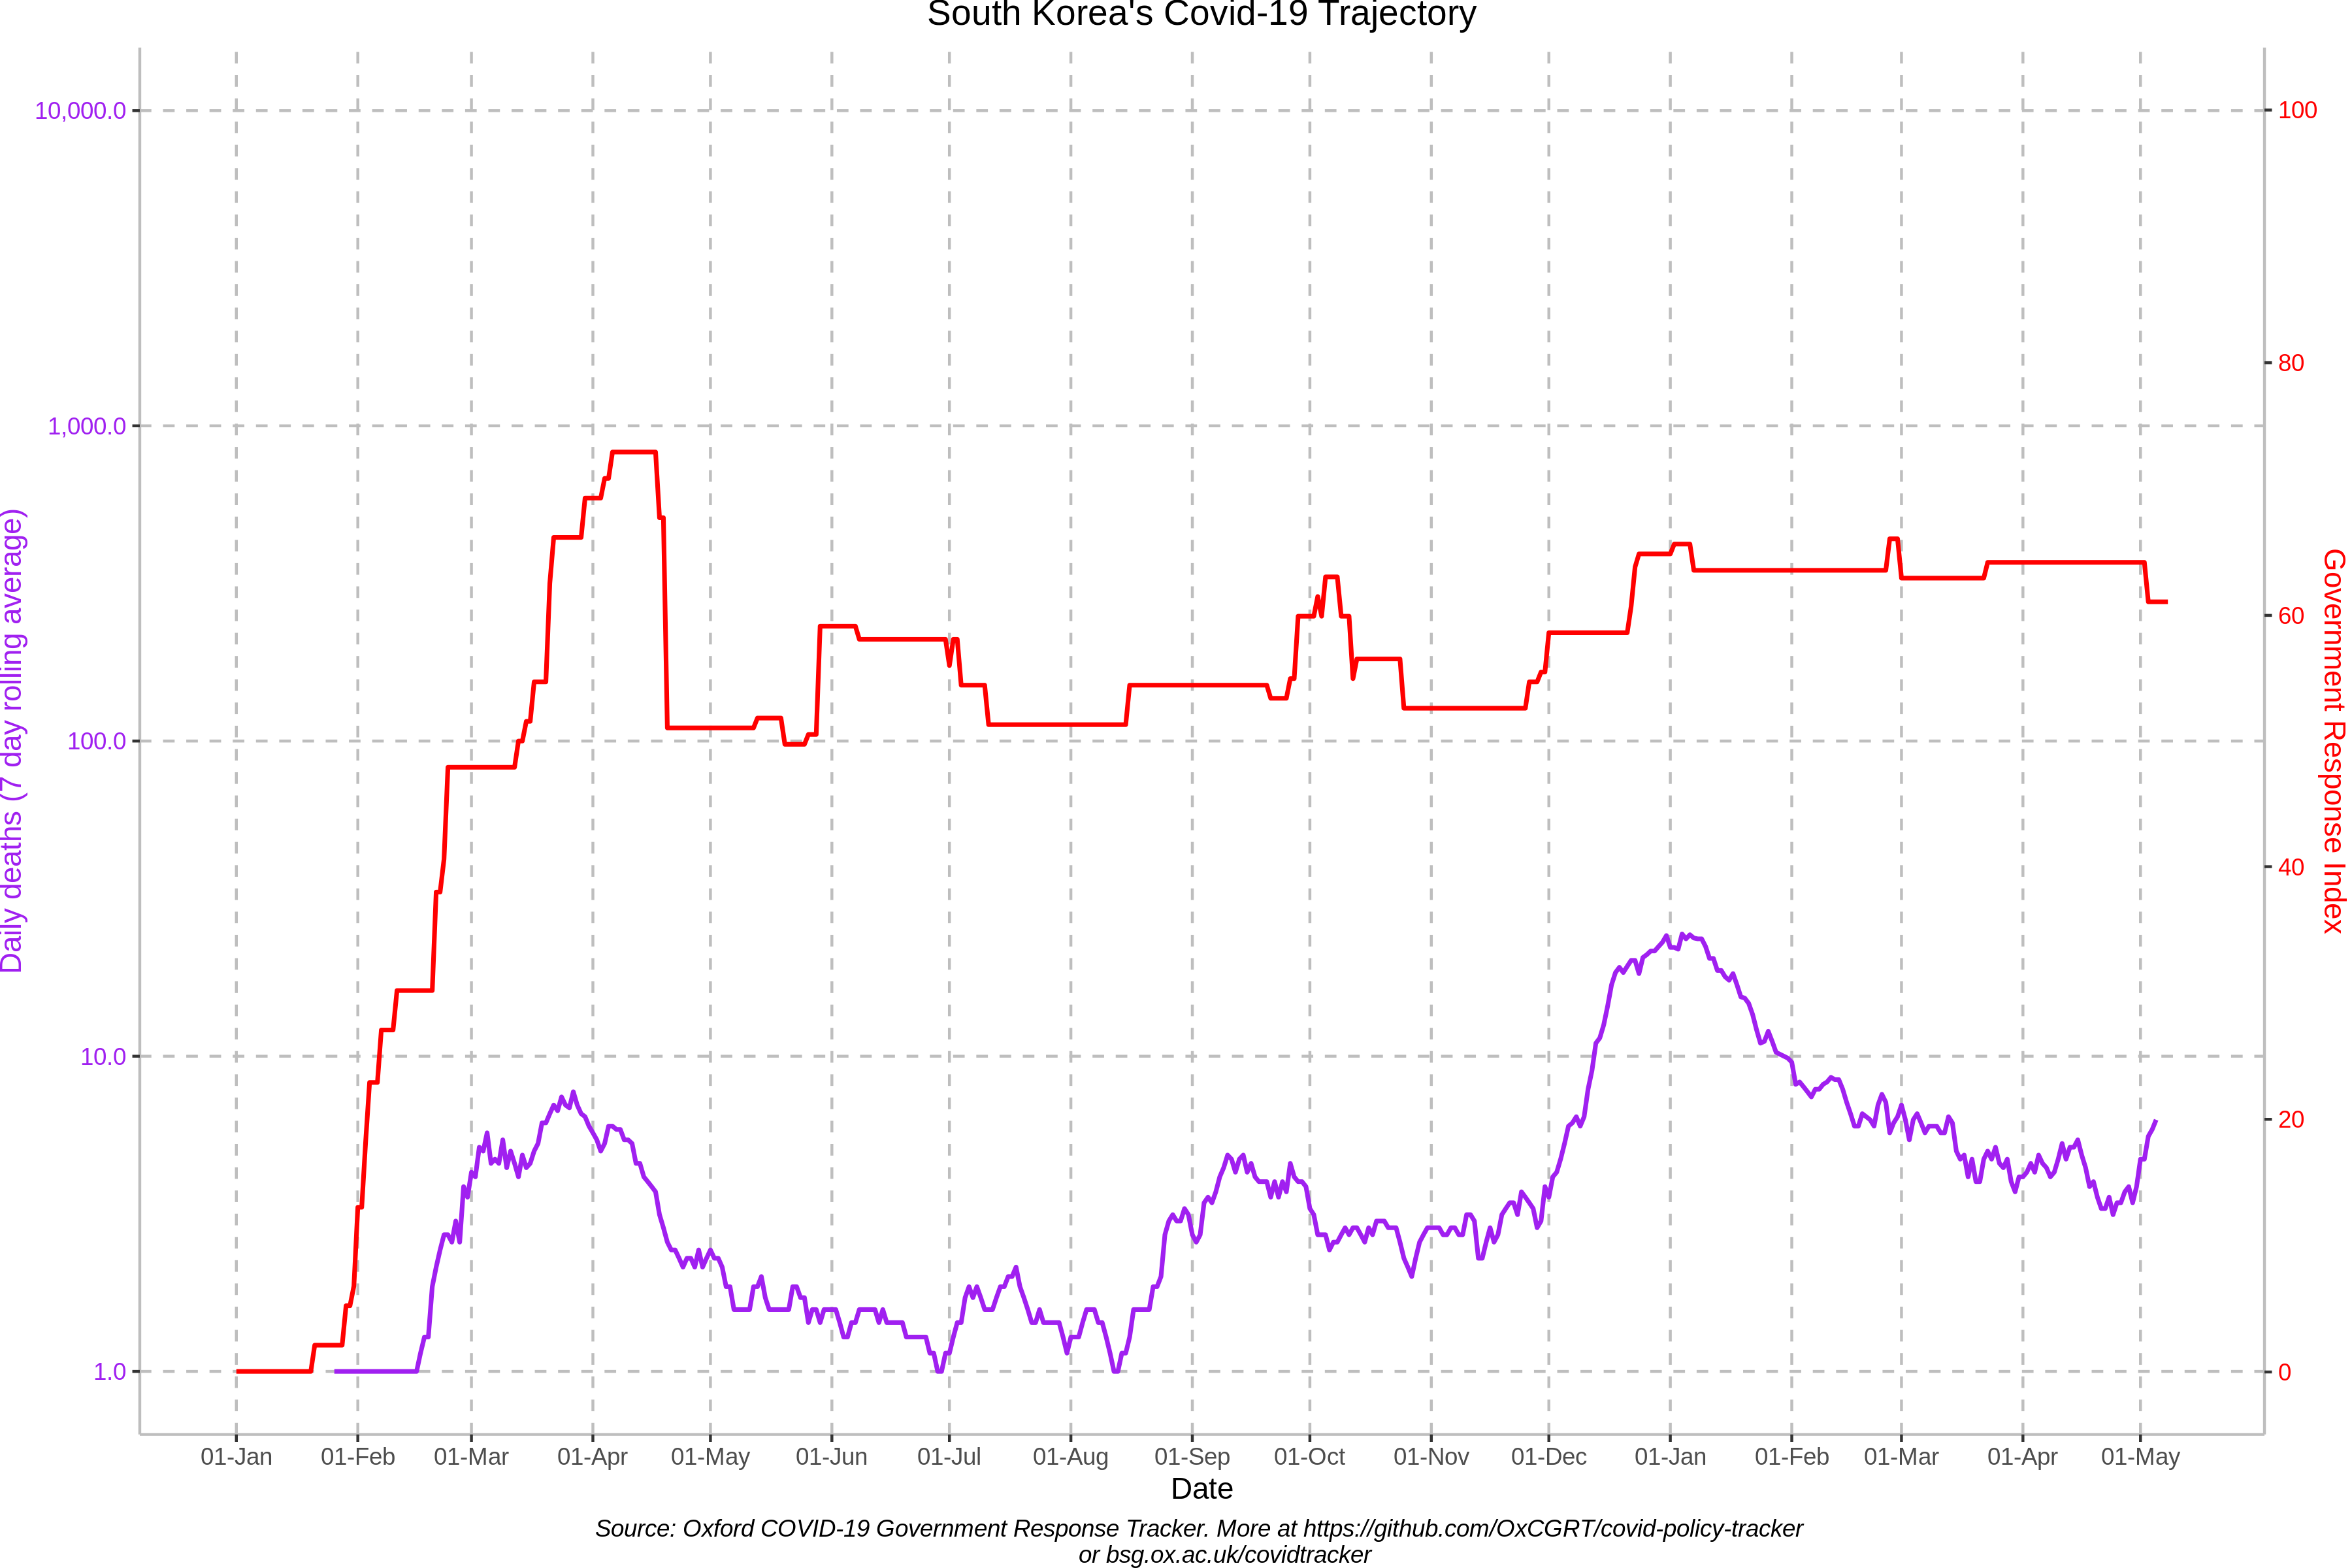 South Korea's Covid-19 Trajectory
10,000.0
1,000.0
100.0
10.0
1.0
Daily deaths (7 day rolling average)
100
80
60
40
20
0
Government Response Index
01-Jan 01-Feb 01-Mar 01-Apr 01-May 01-Jun 01-Jul 01-Aug 01-Sep 01-Oct 01-Nov 01-Dec 01-Jan 01-Feb 01-Mar 01-Apr 01-May
Date
Source: Oxford COVID-19 Government Response Tracker. More at https://github.com/OxCGRT/covid-policy-tracker
or bsg.ox.ac.uk/covidtracker